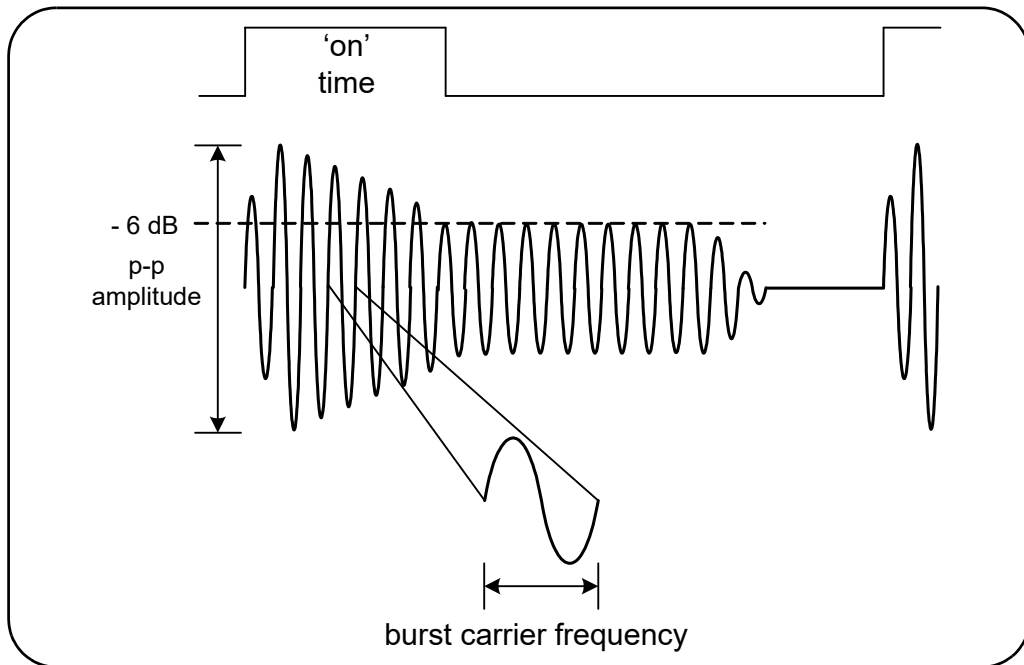 ‘on’
time
- 6 dB
p-p
amplitude
burst carrier frequency